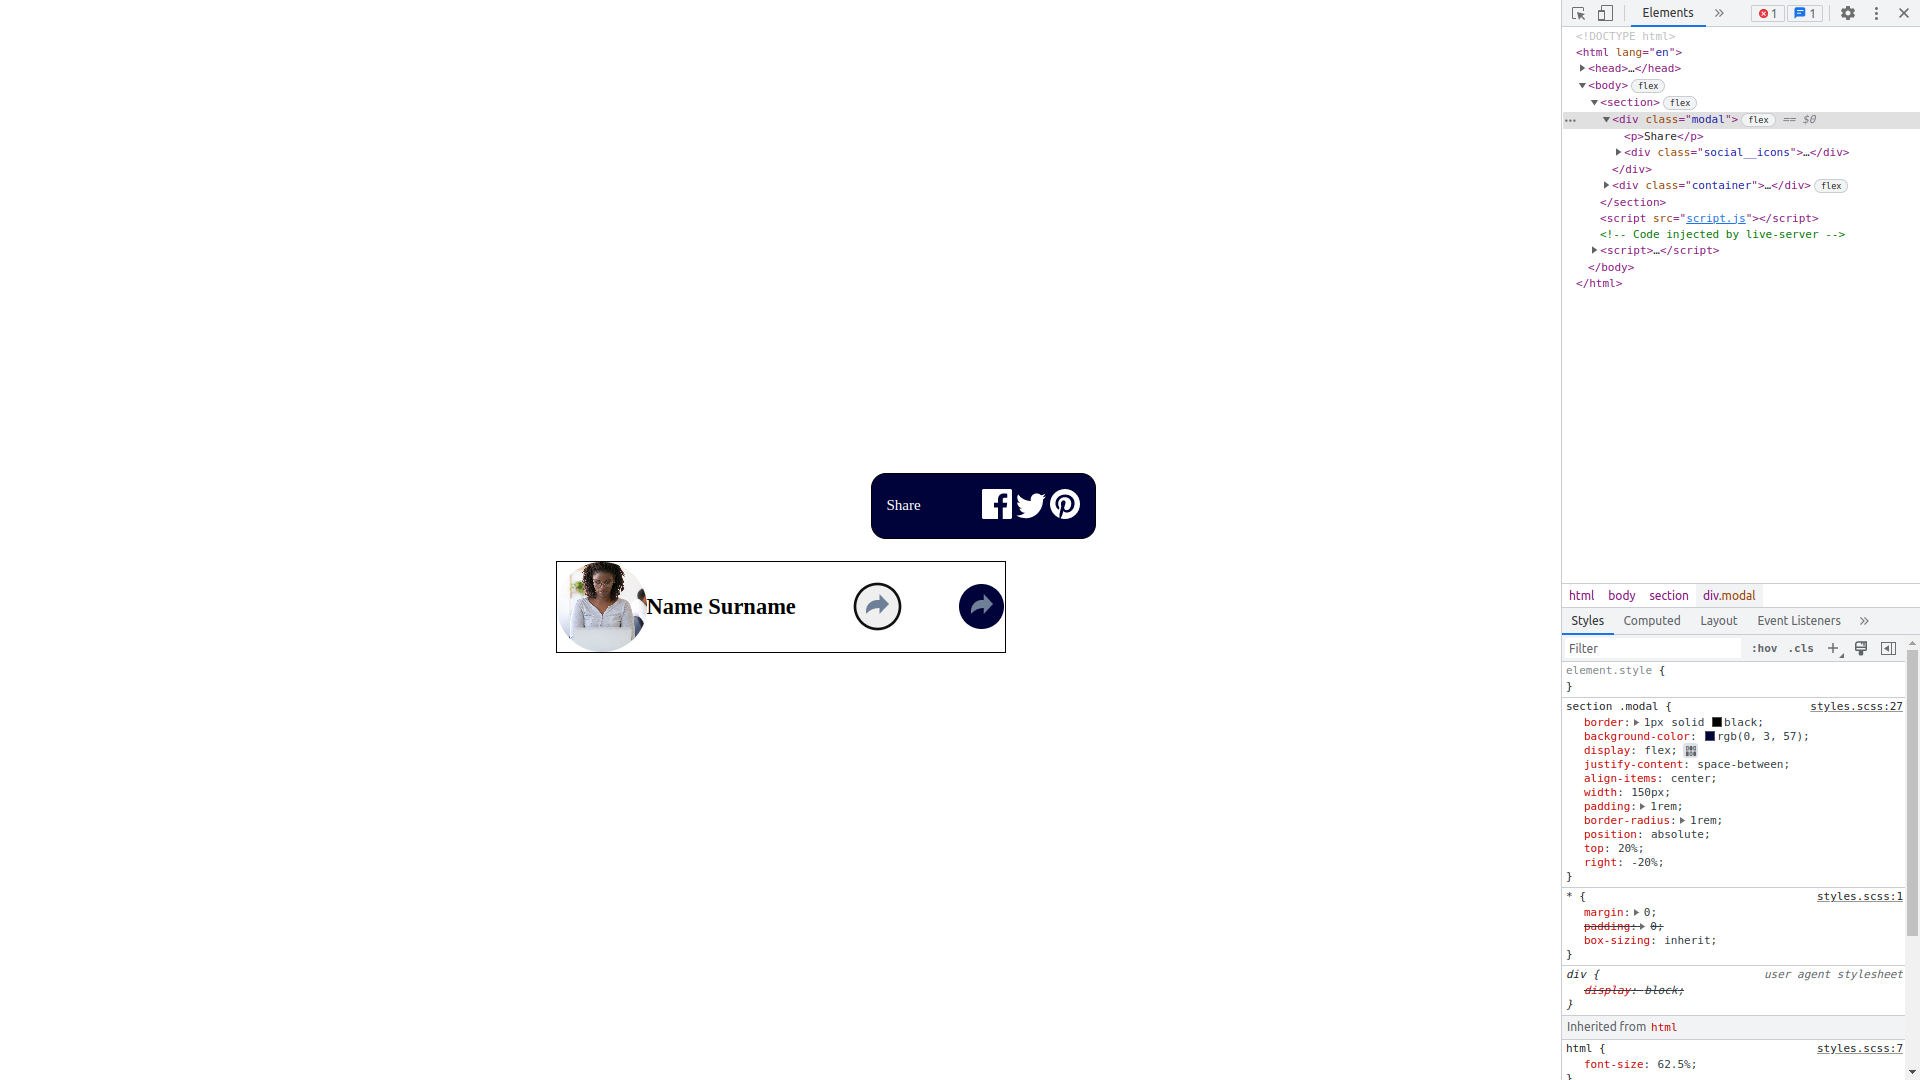 Share
Name Surname
Elements
1
1
<!DOCTYPE html>
<html lang="en">
<head>…</head>
<body> flex
<section> flex
<div class="modal"> flex == $0
<p>Share</p>
<div class="social__icons">…</div>
</div>
<div class="container">…</div> flex
</section>
<script src="script.js"></script>
<!-- Code injected by live-server -->
<script>…</script>
</body>
</html>
html body section div.modal
Styles Computed Layout Event Listeners
Filter :hov .cls
element.style {
}
section .modal { styles.scss:27
border: 1px solid black;
background-color: rgb(0, 3, 57);
display: flex;
justify-content: space-between;
align-items: center;
width: 150px;
padding: 1rem;
border-radius: 1rem;
position: absolute;
top: 20%;
right: -20%;
}
* { styles.scss:1
margin: 0;
padding: 0;
box-sizing: inherit;
}
div { user agent stylesheet
display: block;
}
Inherited from html
html { styles.scss:7
font-size: 62.5%;
}